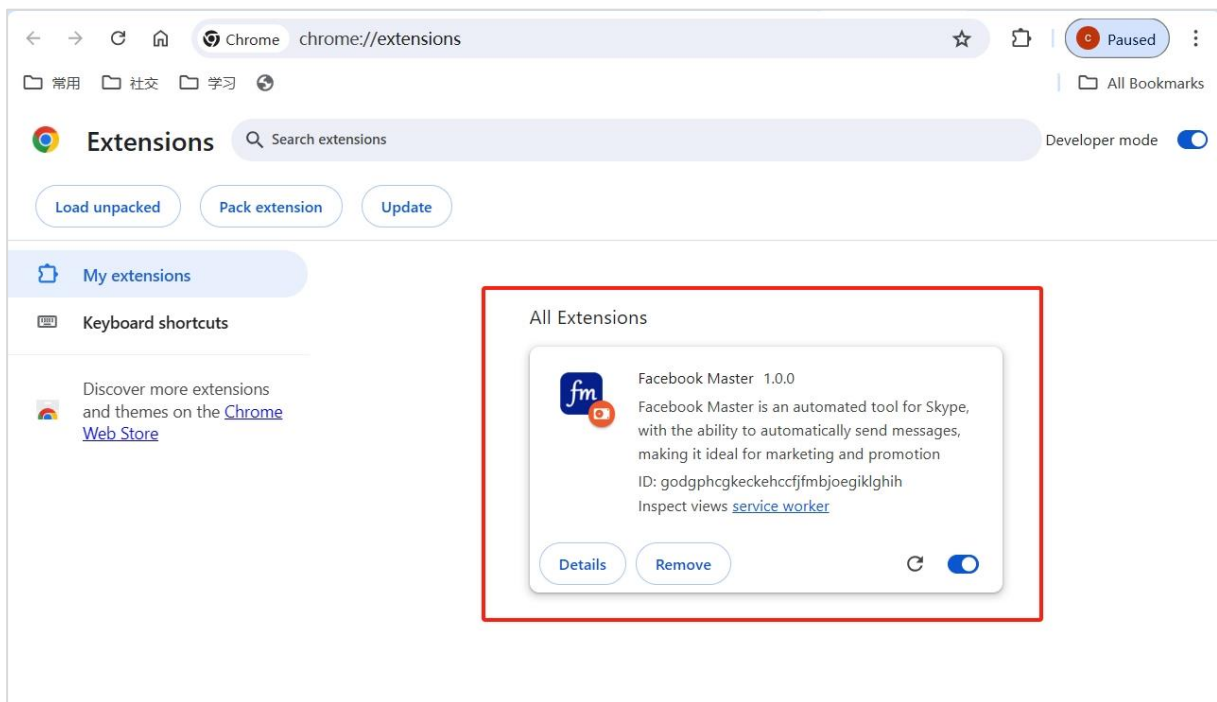 Chrome chrome://extensions Paused
常用 社交 学习 All Bookmarks
Extensions Search extensions Developer mode
Load unpacked Pack extension Update
My extensions
Keyboard shortcuts
Discover more extensions
and themes on the Chrome
Web Store
All Extensions
fm
Facebook Master 1.0.0
Facebook Master is an automated tool for Skype,
with the ability to automatically send messages,
making it ideal for marketing and promotion
ID: godgphcgkeckehccfjfmbjoegiklghih
Inspect views service worker
Details Remove